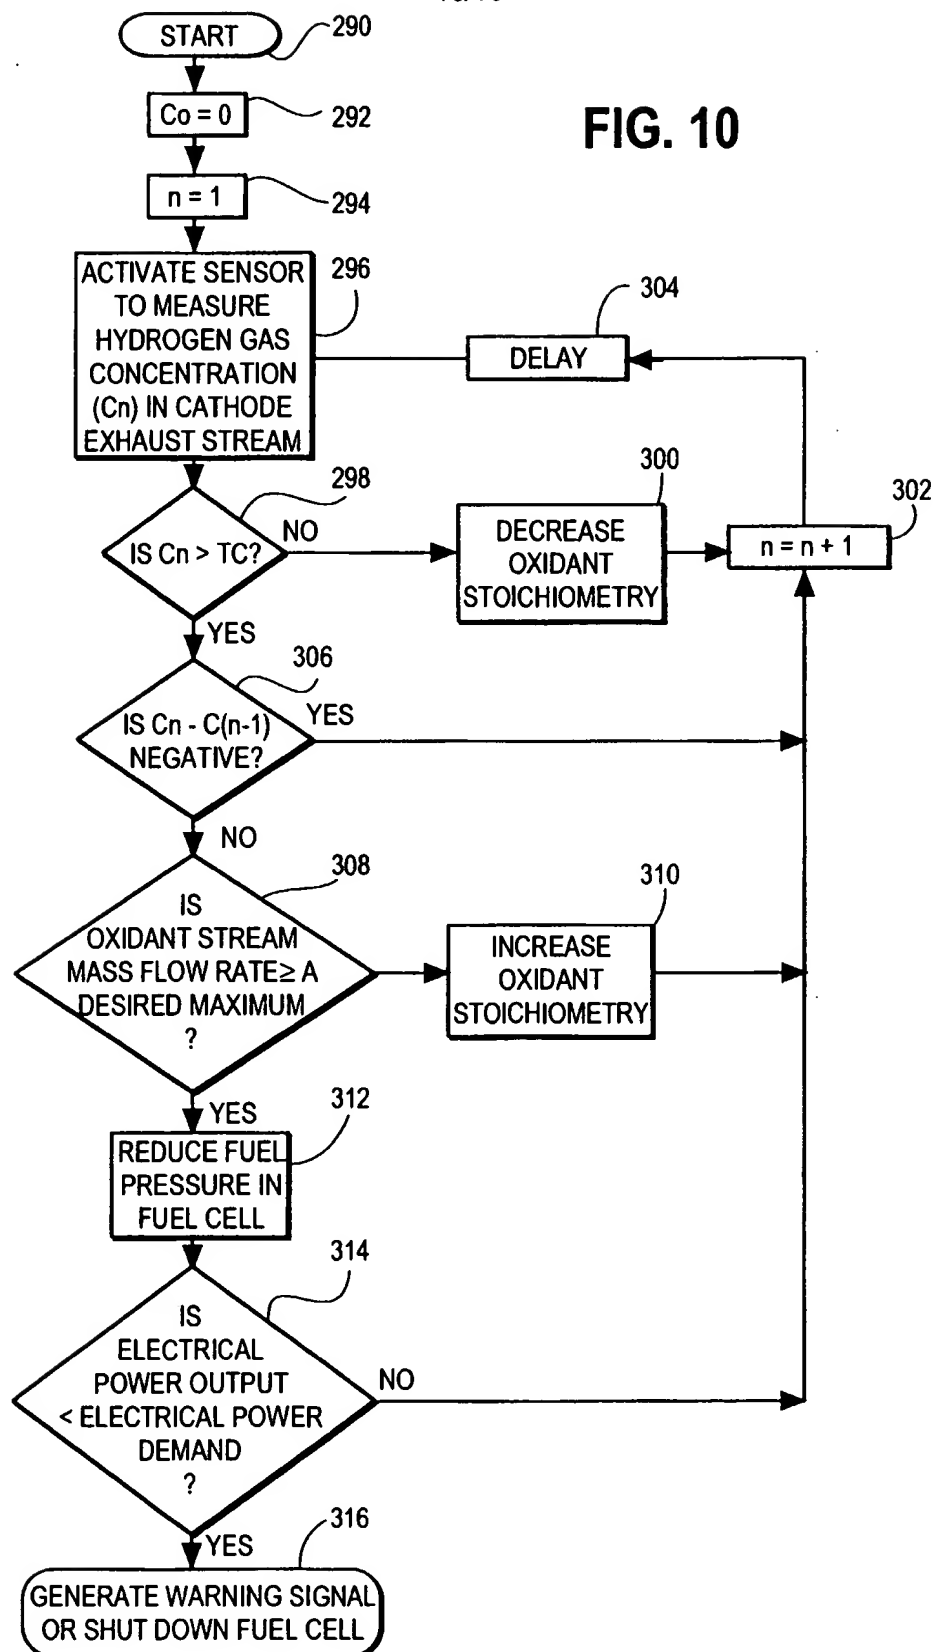 START
290
Co = 0
292
FIG. 10
n = 1
294
ACTIVATE SENSOR
TO MEASURE
HYDROGEN GAS
CONCENTRATION
(Cn) IN CATHODE
EXHAUST STREAM
296
304
DELAY
298
IS Cn > TC?
NO
300
DECREASE
OXIDANT
STOICHIOMETRY
302
n = n + 1
YES
306
IS Cn - C(n-1)
NEGATIVE?
YES
NO
308
IS
OXIDANT STREAM
MASS FLOW RATE≥ A
DESIRED MAXIMUM
?
310
INCREASE
OXIDANT
STOICHIOMETRY
YES
312
REDUCE FUEL
PRESSURE IN
FUEL CELL
314
IS
ELECTRICAL
POWER OUTPUT
< ELECTRICAL POWER
DEMAND
?
NO
YES
316
GENERATE WARNING SIGNAL
OR SHUT DOWN FUEL CELL